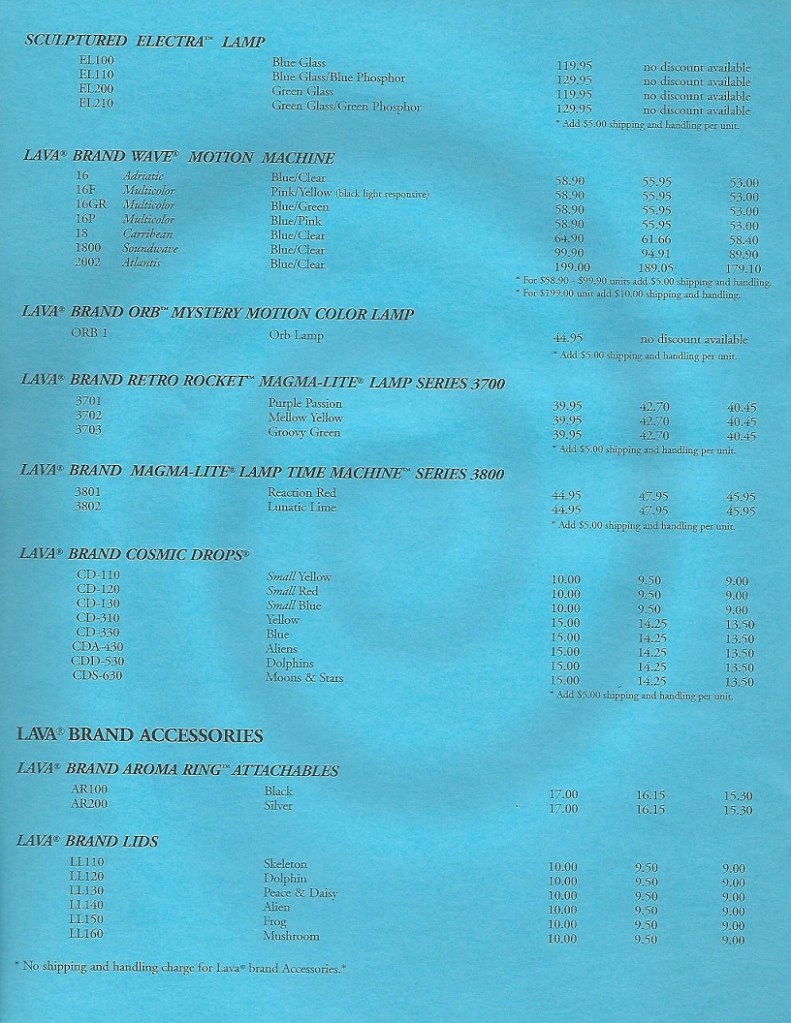 SCULPTURED ELECTRA™ LAMP
EL100 Blue Glass 119.95 no discount available
EL110 Blue Glass/Blue Phosphor 129.95 no discount available
EL200 Green Glass 119.95 no discount available
EL210 Green Glass/Green Phosphor 129.95 no discount available
* Add $5.00 shipping and handling per unit.
LAVA® BRAND WAVE® MOTION MACHINE
16 Adriatic Blue/Clear 58.90 55.95 53.00
16F Multicolor Pink/Yellow (black light responsive) 58.90 55.95 53.00
16GR Multicolor Blue/Green 58.90 55.95 53.00
16P Multicolor Blue/Pink 58.90 55.95 53.00
18 Carribean Blue/Clear 64.90 61.66 58.40
1800 Soundwave Blue/Clear 99.90 94.91 89.90
2002 Atlantis Blue/Clear 199.00 189.05 179.10
* For $58.90 - $99.90 units add $5.00 shipping and handling.
* For $199.00 unit add $10.00 shipping and handling.
LAVA® BRAND ORB™ MYSTERY MOTION COLOR LAMP
ORB 1 Orb Lamp 44.95 no discount available
* Add $5.00 shipping and handling per unit.
LAVA® BRAND RETRO ROCKET™ MAGMA-LITE® LAMP SERIES 3700
3701 Purple Passion 39.95 42.70 40.45
3702 Mellow Yellow 39.95 42.70 40.45
3703 Groovy Green 39.95 42.70 40.45
* Add $5.00 shipping and handling per unit.
LAVA® BRAND MAGMA-LITE® LAMP TIME MACHINE™ SERIES 3800
3801 Reaction Red 44.95 47.95 45.95
3802 Lunatic Lime 44.95 47.95 45.95
* Add $5.00 shipping and handling per unit.
LAVA® BRAND COSMIC DROPS®
CD-110 Small Yellow 10.00 9.50 9.00
CD-120 Small Red 10.00 9.50 9.00
CD-130 Small Blue 10.00 9.50 9.00
CD-310 Yellow 15.00 14.25 13.50
CD-330 Blue 15.00 14.25 13.50
CDA-430 Aliens 15.00 14.25 13.50
CDD-530 Dolphins 15.00 14.25 13.50
CDS-630 Moons & Stars 15.00 14.25 13.50
* Add $5.00 shipping and handling per unit.
LAVA® BRAND ACCESSORIES
LAVA® BRAND AROMA RING™ ATTACHABLES
AR100 Black 17.00 16.15 15.30
AR200 Silver 17.00 16.15 15.30
LAVA® BRAND LIDS
LL110 Skeleton 10.00 9.50 9.00
LL120 Dolphin 10.00 9.50 9.00
LL130 Peace & Daisy 10.00 9.50 9.00
LL140 Alien 10.00 9.50 9.00
LL150 Frog 10.00 9.50 9.00
LL160 Mushroom 10.00 9.50 9.00
* No shipping and handling charge for Lava® brand Accessories.*